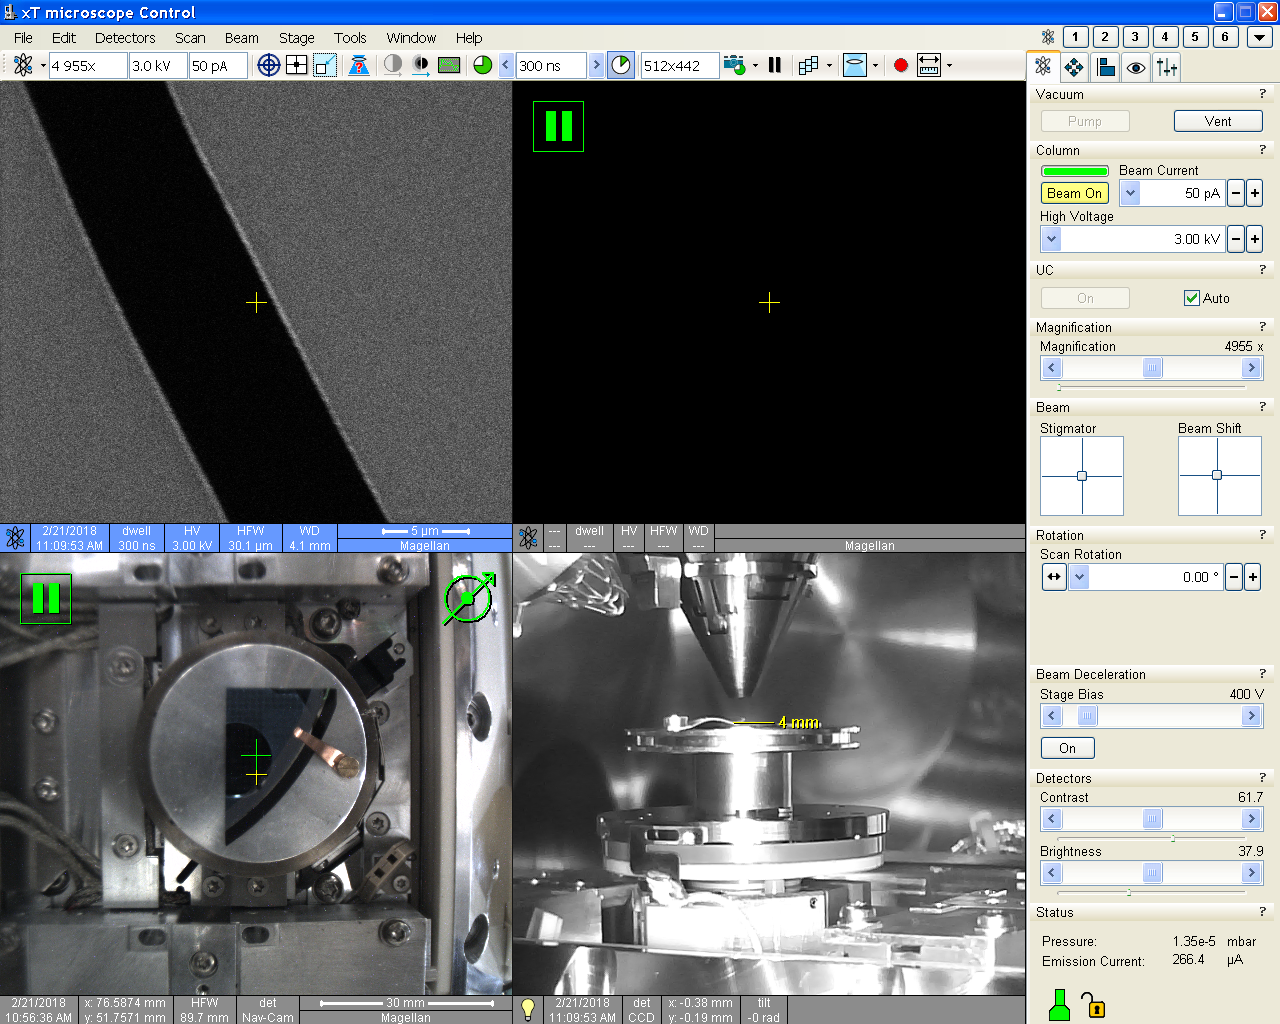 xT microscope Control
File Edit Detectors Scan Beam Stage Tools Window Help
1 2 3 4 5 6
4 955x 3.0 kV 50 pA 300 ns 512x442
Vacuum ?
Pump Vent
Column ?
Beam Current
Beam On 50 pA
High Voltage
3.00 kV
UC ?
On Auto
Magnification ?
Magnification 4955 x
Beam ?
Stigmator Beam Shift
Rotation ?
Scan Rotation
0.00 °
Beam Deceleration ?
Stage Bias 400 V
On
Detectors ?
Contrast 61.7
Brightness 37.9
Status ?
Pressure: 1.35e-5 mbar
Emission Current: 266.4 µA
2/21/2018 dwell HV HFW WD 5 µm
11:09:53 AM 300 ns 3.00 kV 30.1 µm 4.1 mm Magellan
--- dwell HV HFW WD
--- --- --- --- --- Magellan
4 mm
2/21/2018 x: 76.5874 mm HFW det 30 mm
10:56:36 AM y: 51.7571 mm 89.7 mm Nav-Cam Magellan
2/21/2018 det x: -0.38 mm tilt
11:09:53 AM CCD y: -0.19 mm -0 rad